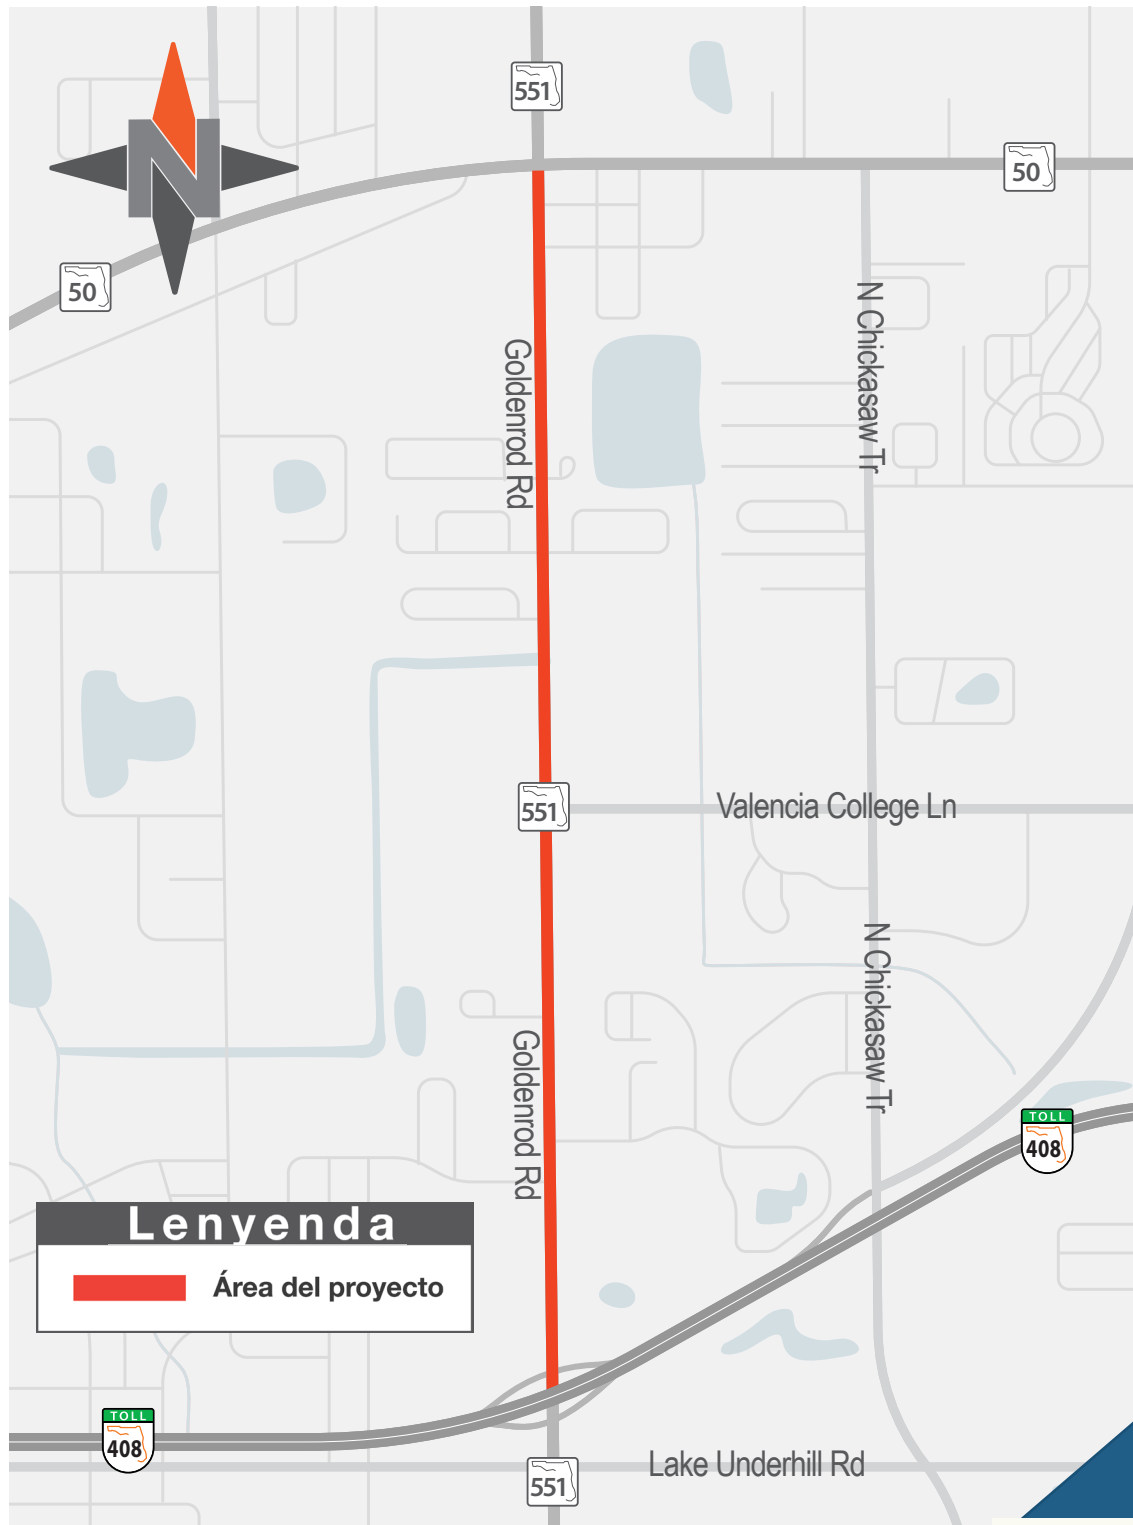 551
50
N
50
Goldenrod Rd
N Chickasaw Tr
551
Valencia College Ln
N Chickasaw Tr
Goldenrod Rd
TOLL
408
Lenyenda
Área del proyecto
TOLL
408
Lake Underhill Rd
551